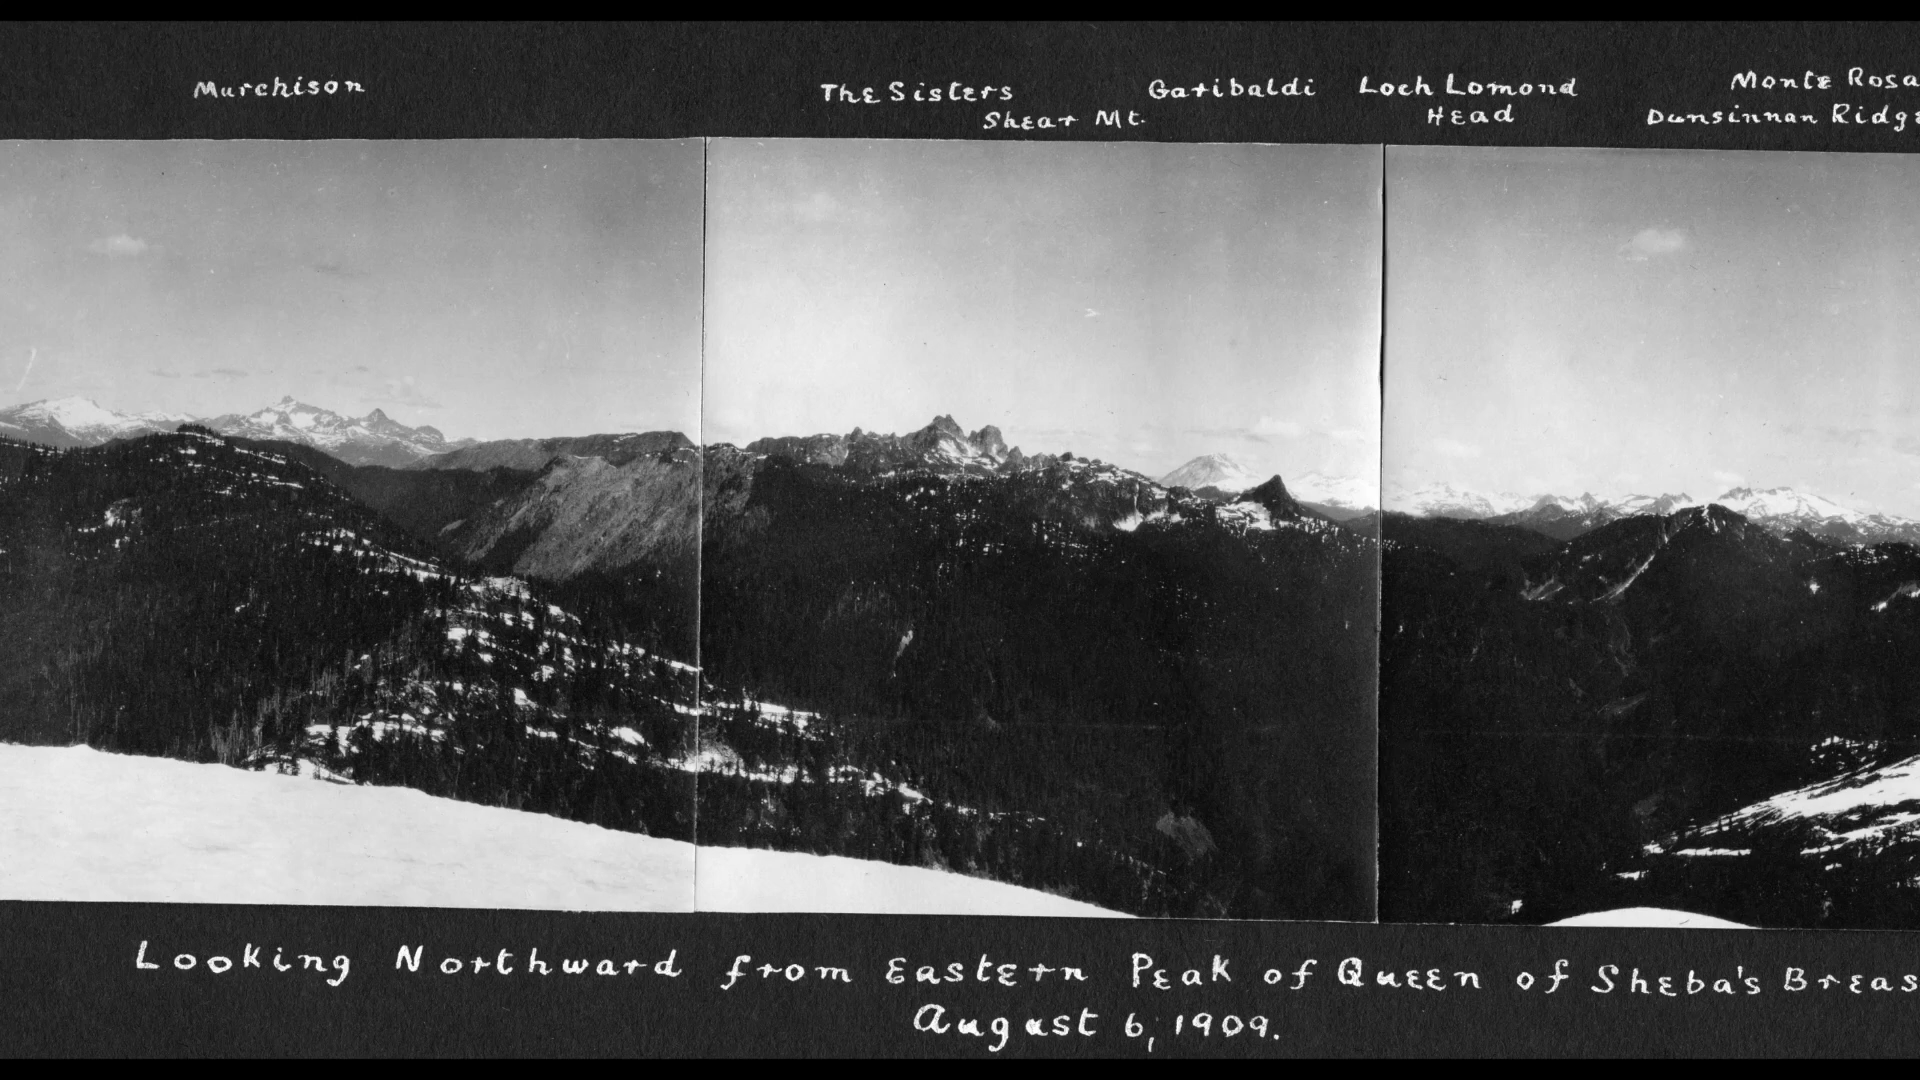 Murchison
The Sisters
Shear Mt.
Garibaldi
Loch Lomond
Head
Monte Rosa
Dunsinnan Ridge
Looking Northward from Eastern Peak of Queen of Sheba's Breas
August 6, 1909.